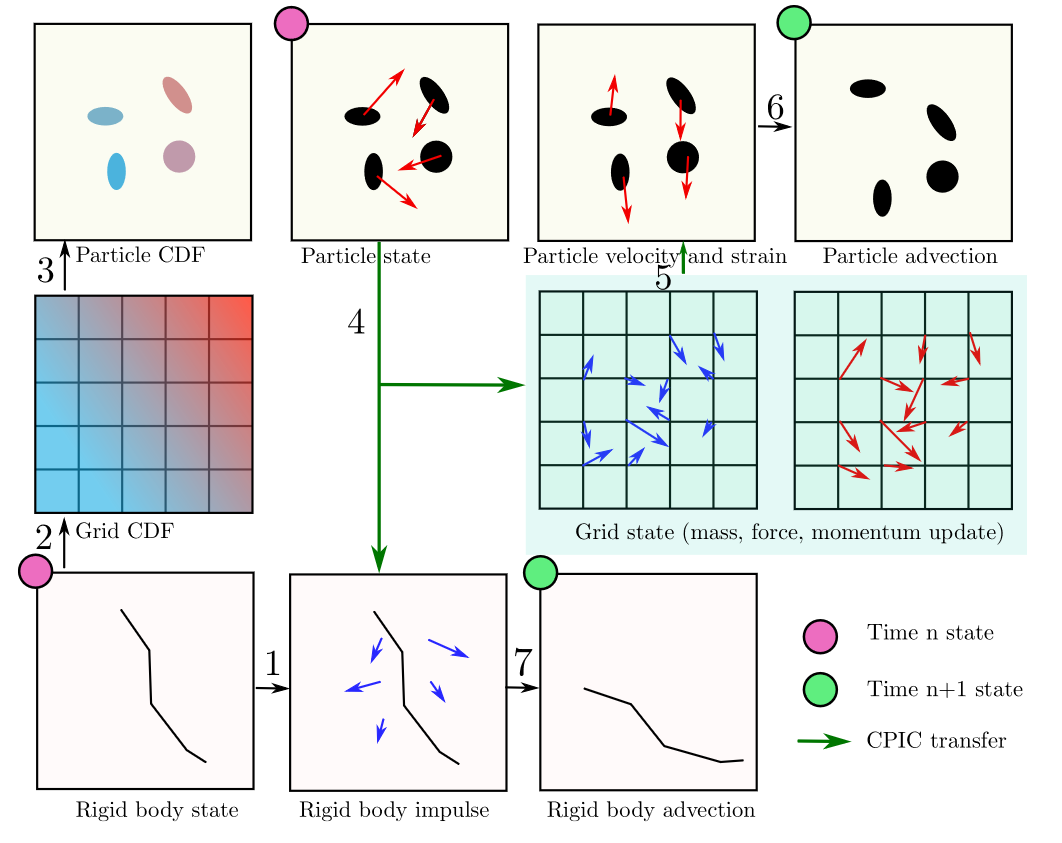 6
Particle CDF
Particle state
Particle velocity and strain
Particle advection
3
5
4
Grid CDF
Grid state (mass, force, momentum update)
2
1
7
Time n state
Time n+1 state
CPIC transfer
Rigid body state
Rigid body impulse
Rigid body advection